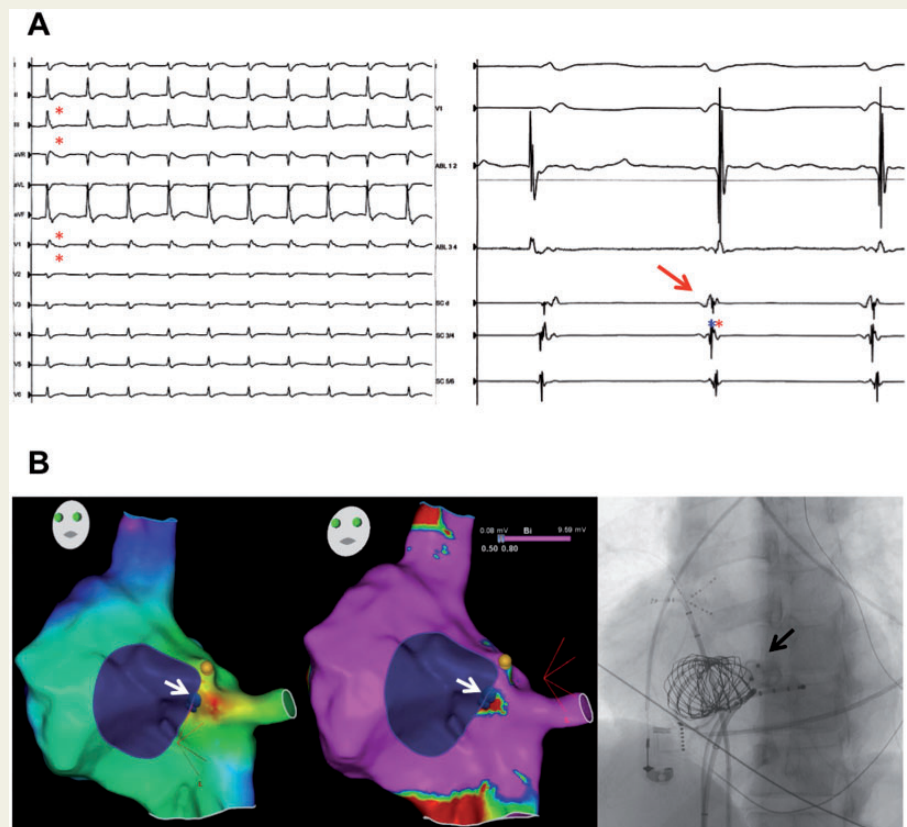 A
I
II
III
aVR
aVL
aVF
V1
V2
V3
V4
V5
V6
V1
ABL 1 2
ABL 3 4
SC d
SC 3/4
SC 5/6
B
0.08 mV Bi 9.59 mV
0.50 0.80